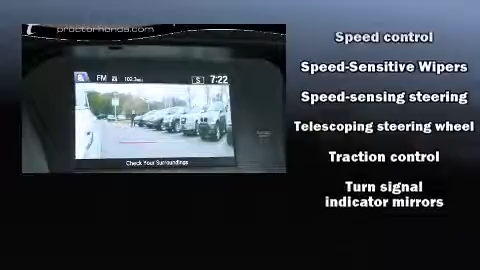 proctorhonda.com
FM
7:22
Check Your Surroundings
Speed control
Speed-Sensitive Wipers
Speed-sensing steering
Telescoping steering wheel
Traction control
Turn signal
indicator mirrors